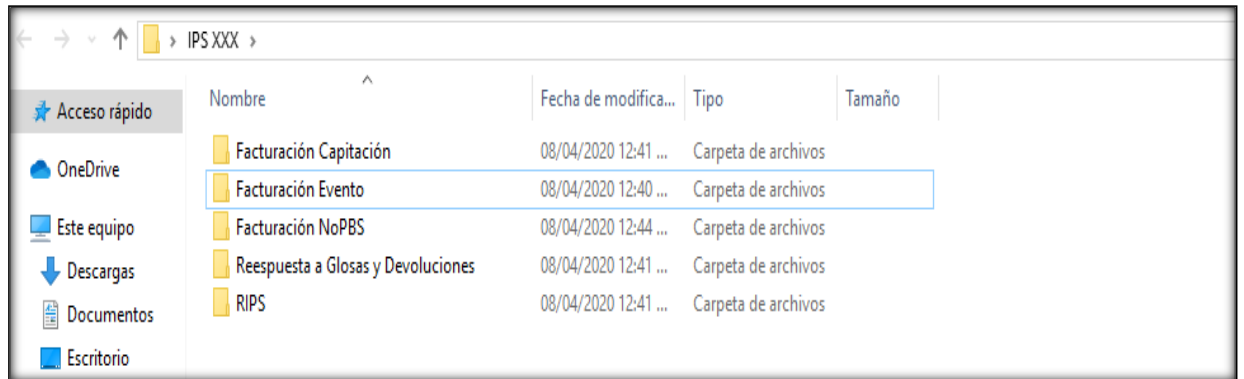 IPS XXX
Nombre Fecha de modifica... Tipo Tamaño
Acceso rápido
OneDrive
Este equipo
Descargas
Documentos
Escritorio
Facturación Capitación 08/04/2020 12:41 ... Carpeta de archivos
Facturación Evento 08/04/2020 12:40 ... Carpeta de archivos
Facturación NoPBS 08/04/2020 12:44 ... Carpeta de archivos
Reespuesta a Glosas y Devoluciones 08/04/2020 12:41 ... Carpeta de archivos
RIPS 08/04/2020 12:41 ... Carpeta de archivos